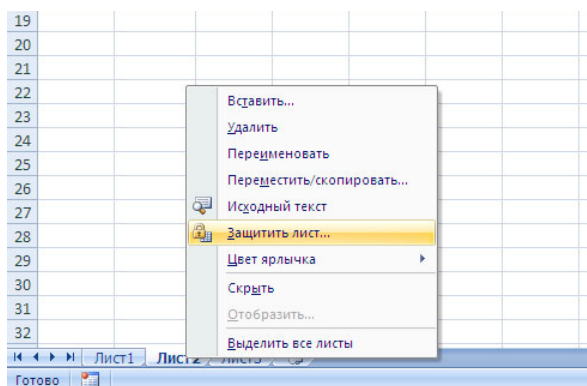 19
20
21
22
23
24
25
26
27
28
29
30
31
32
Вставить...
Удалить
Переименовать
Переместить/скопировать...
Исходный текст
Защитить лист...
Цвет ярлычка
Скрыть
Отобразить...
Выделить все листы
Лист1 Лист2 Лист3
Готово